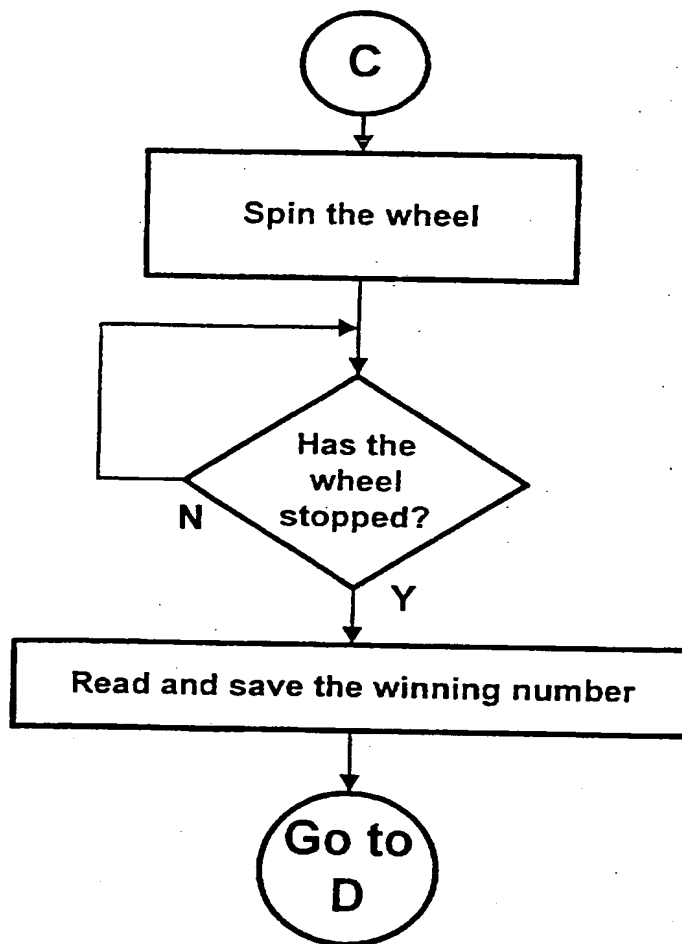 C
Spin the wheel
Has the
wheel
stopped?
N
Y
Read and save the winning number
Go to
D